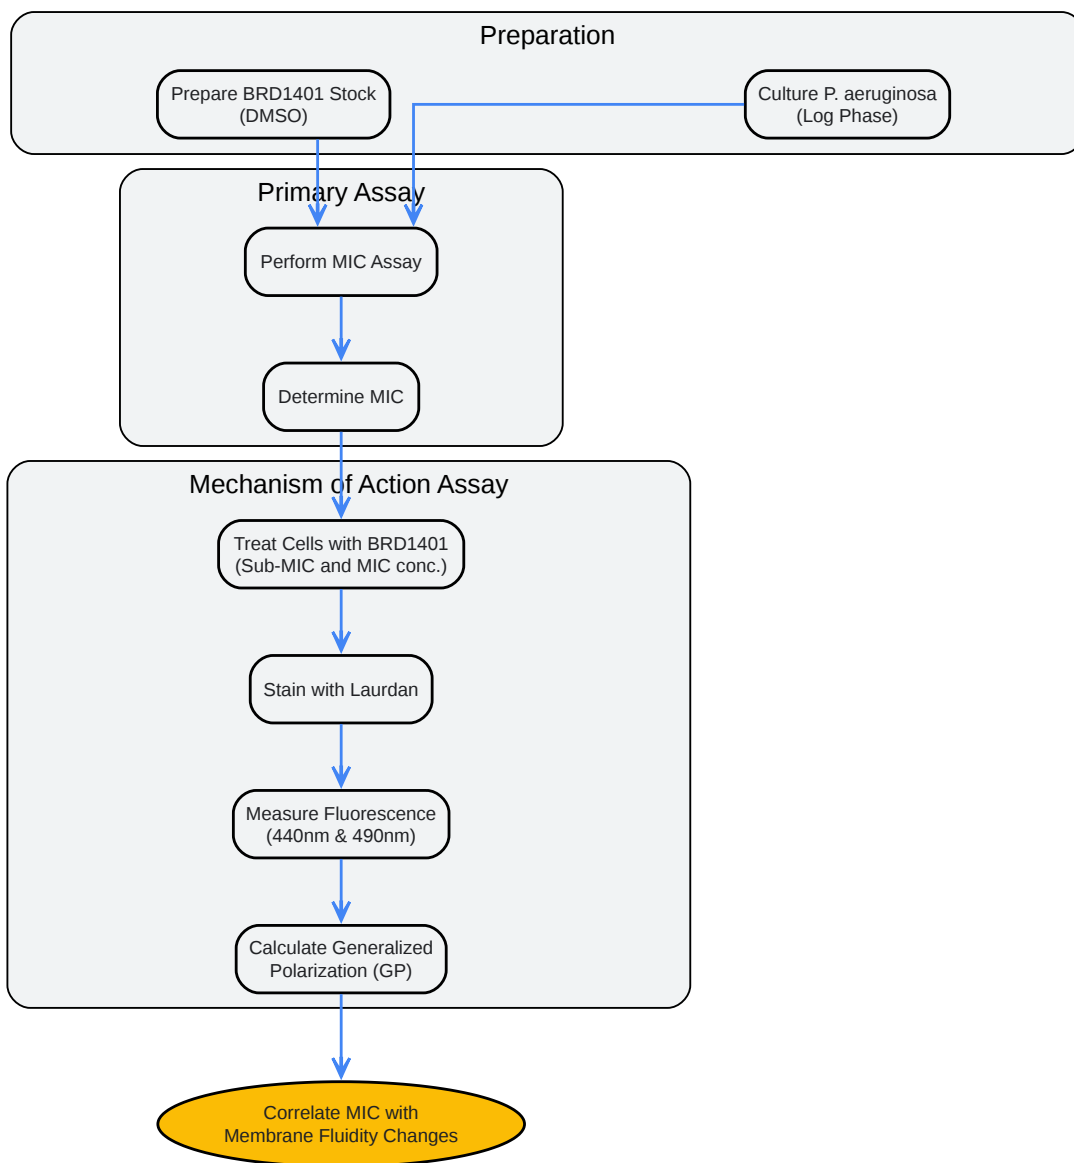 Preparation
Prepare BRD1401 Stock
(DMSO)
Culture P. aeruginosa
(Log Phase)
Primary Assay
Perform MIC Assay
Determine MIC
Mechanism of Action Assay
Treat Cells with BRD1401
(Sub-MIC and MIC conc.)
Stain with Laurdan
Measure Fluorescence
(440nm & 490nm)
Calculate Generalized
Polarization (GP)
Correlate MIC with
Membrane Fluidity Changes